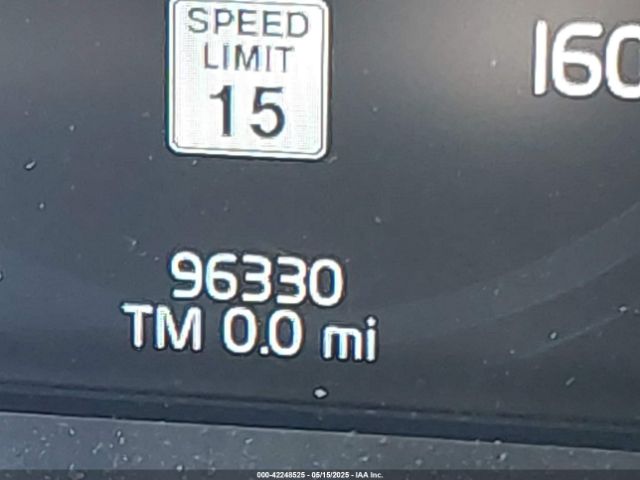 SPEED
LIMIT
15
160
96330
TM 0.0 mi
000-42248525 - 05/15/2025 - IAA Inc.